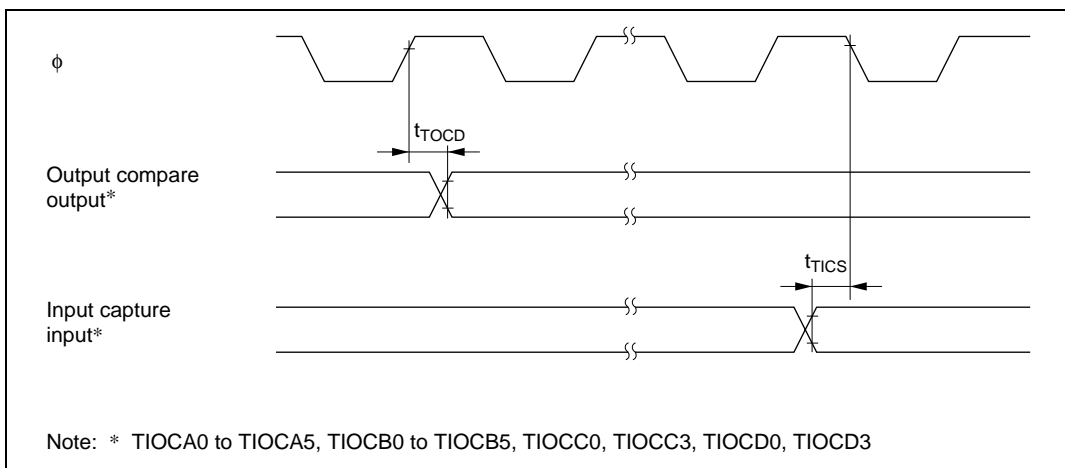 ϕ
tTOCD
Output compare
output*
tTICS
Input capture
input*
Note: * TIOCA0 to TIOCA5, TIOCB0 to TIOCB5, TIOCC0, TIOCC3, TIOCD0, TIOCD3